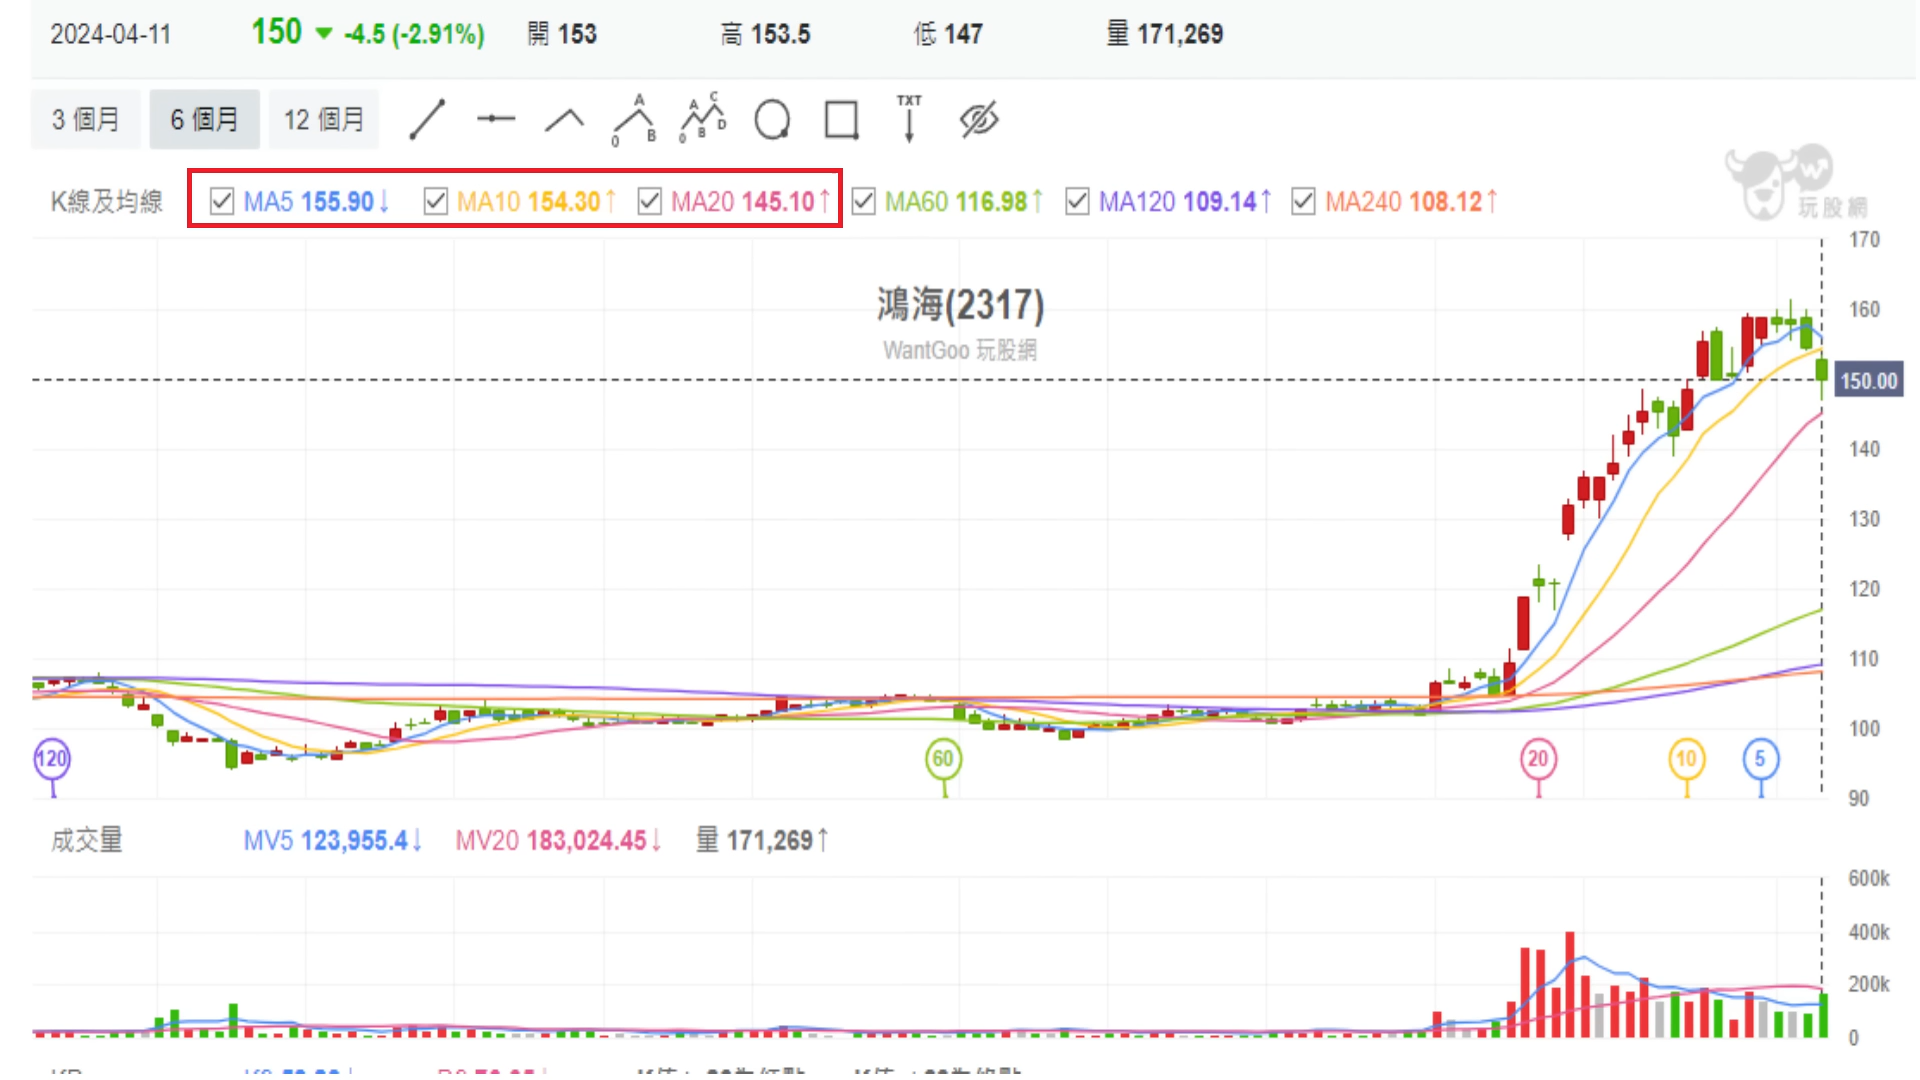 2024-04-11 150 ▼ -4.5 (-2.91%) 開 153 高 153.5 低 147 量 171,269
3 個月 6 個月 12 個月 0 A B 0 A B C D TXT
K線及均線 MA5 155.90↓ MA10 154.30↑ MA20 145.10↑ MA60 116.98↑ MA120 109.14↑ MA240 108.12↑
玩股網
170
鴻海(2317)
160
WantGoo 玩股網
150.00
140
130
120
110
100
120 60 20 10 5
90
成交量 MV5 123,955.4↓ MV20 183,024.45↓ 量 171,269↑
600k
400k
200k
0